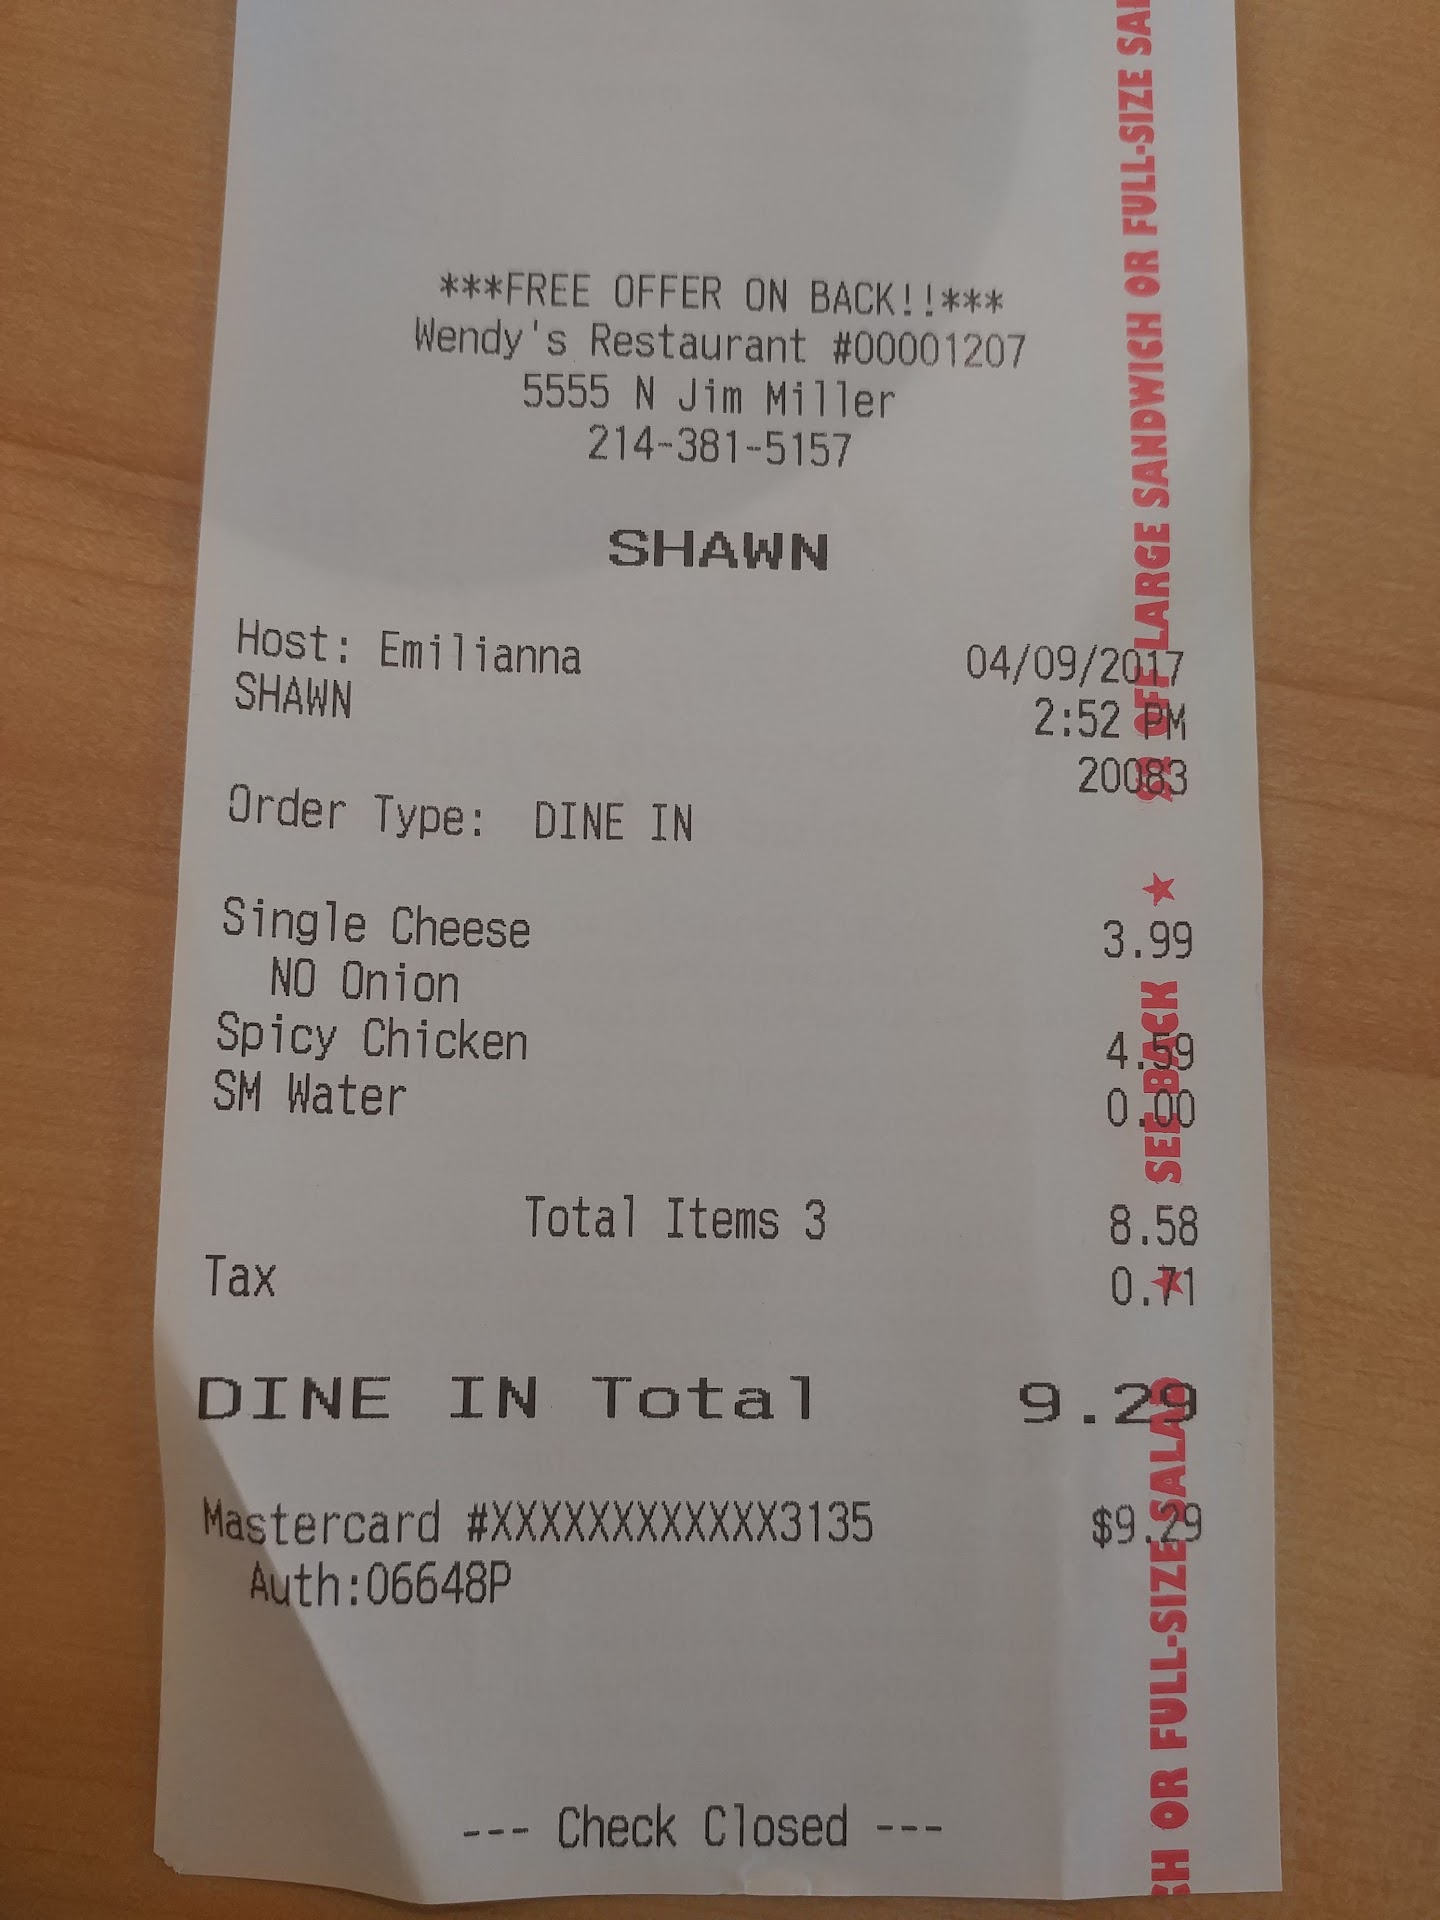 ***FREE OFFER ON BACK!!***
Wendy's Restaurant #00001207
5555 N Jim Miller
214-381-5157
SHAWN
Host: Emilianna 04/09/2017
SHAWN 2:52 PM
20083
Order Type: DINE IN
Single Cheese 3.99
NO Onion
Spicy Chicken 4.59
SM Water 0.00
Total Items 3 8.58
Tax 0.71
DINE IN Total 9.29
Mastercard #XXXXXXXXXXXX3135 $9.29
Auth:06648P
--- Check Closed ---
OFF LARGE SANDWICH OR FULL-SIZE
★ SEE BACK ★
OR FULL-SIZE SALAD